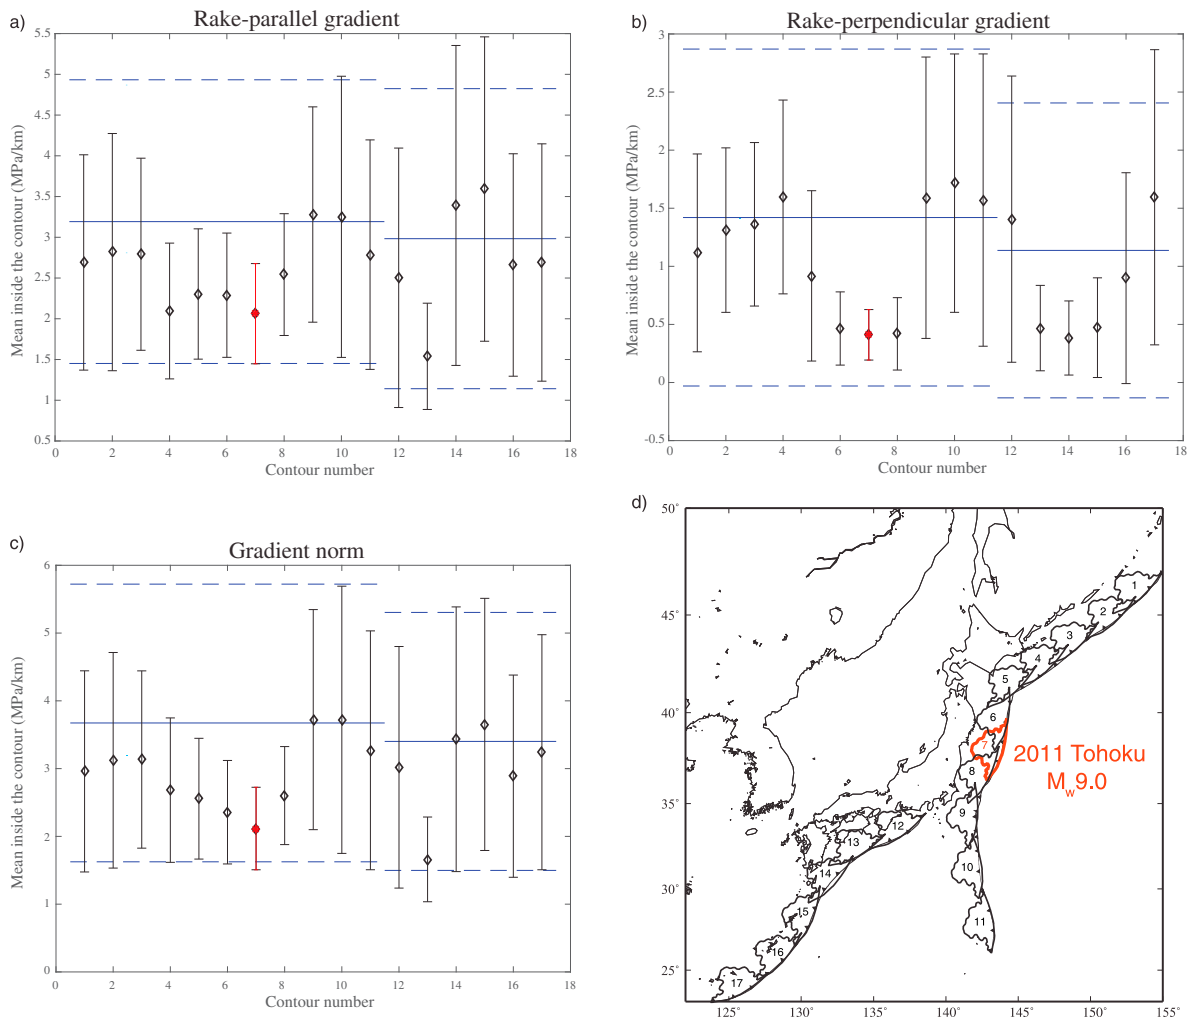 a)
Rake-parallel gradient
5.5
5
4.5
4
3.5
3
2.5
2
1.5
1
0.5
Mean inside the contour (MPa/km)
0 2 4 6 8 10 12 14 16 18
Contour number
b)
Rake-perpendicular gradient
3
2.5
2
1.5
1
0.5
0
-0.5
Mean inside the contour (MPa/km)
0 2 4 6 8 10 12 14 16 18
Contour number
c)
Gradient norm
6
5
4
3
2
1
0
Mean inside the contour (MPa/km)
0 2 4 6 8 10 12 14 16 18
Contour number
d)
50°
45°
40°
35°
30°
25°
1
2
3
4
5
6
7
8
9
10
11
12
13
14
15
16
17
2011 Tohoku
Mw9.0
125° 130° 135° 140° 145° 150° 155°